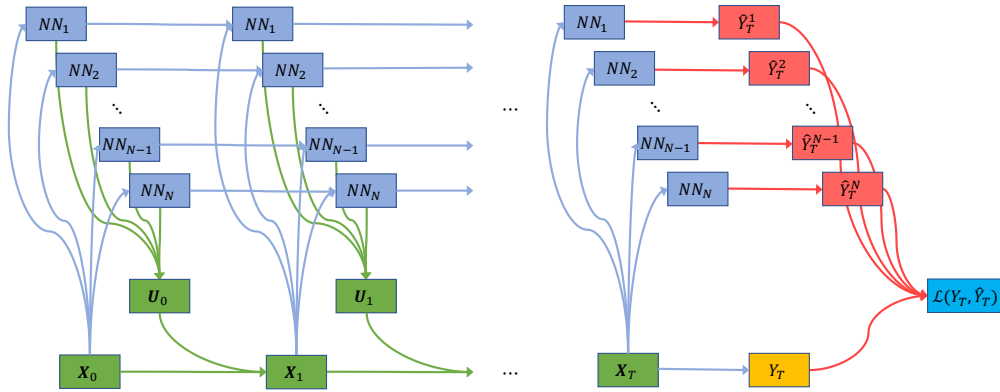 NN₁ NN₁ NN₁ Ŷ_T^1
NN₂ NN₂ NN₂ Ŷ_T^2
⋱ ⋱ ... ⋱ ⋱
NN_{N−1} NN_{N−1} NN_{N−1} Ŷ_T^{N−1}
NN_N NN_N NN_N Ŷ_T^N
U₀ U₁ ℒ(Y_T, Ŷ_T)
X₀ X₁ ... X_T Y_T